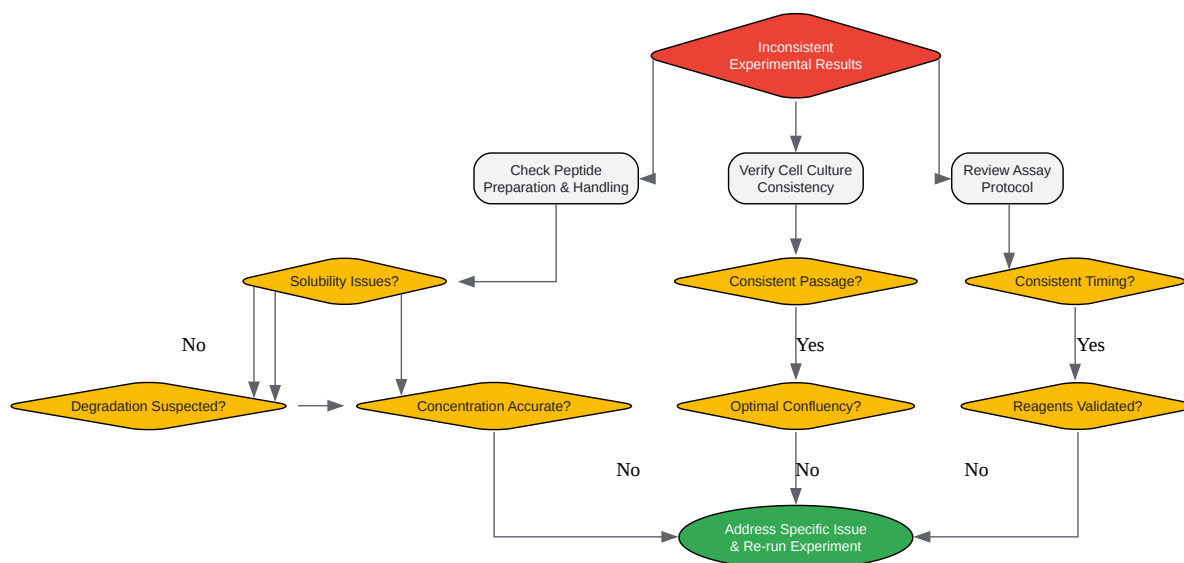 Inconsistent
Experimental Results
Check Peptide
Preparation & Handling
Verify Cell Culture
Consistency
Review Assay
Protocol
Solubility Issues?
Consistent Passage?
Consistent Timing?
No
Yes
Yes
Degradation Suspected?
Concentration Accurate?
Optimal Confluency?
Reagents Validated?
No
No
No
Address Specific Issue
& Re-run Experiment